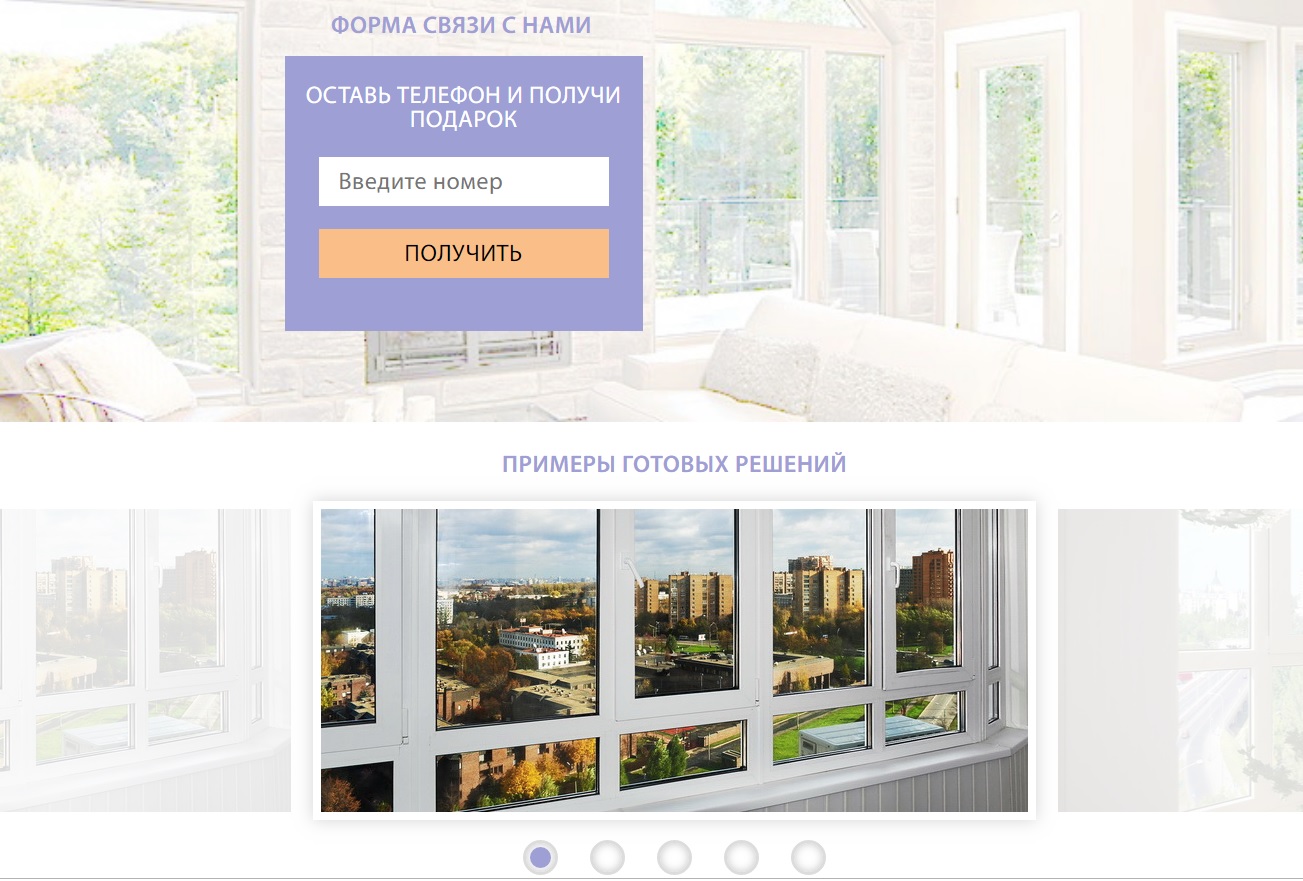 ФОРМА СВЯЗИ С НАМИ
ОСТАВЬ ТЕЛЕФОН И ПОЛУЧИ
ПОДАРОК
Введите номер
ПОЛУЧИТЬ
ПРИМЕРЫ ГОТОВЫХ РЕШЕНИЙ